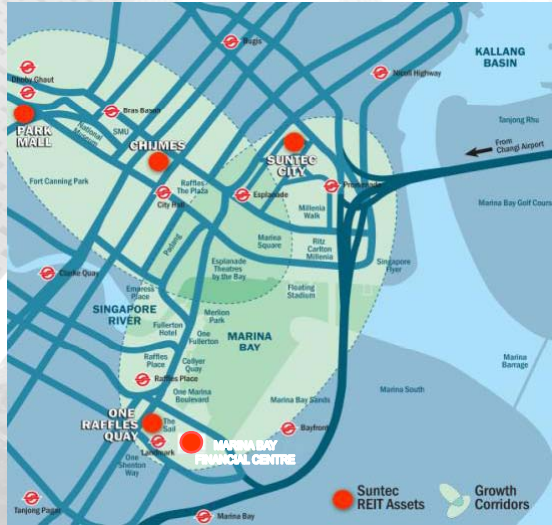 Bugis
KALLANG
BASIN
Dhoby Ghaut
Nicoll Highway
PARK
MALL
Bras Basah
National
Museum
SMU
CHIJMES
SUNTEC
CITY
Tanjong Rhu
From
Changi Airport
Fort Canning Park
Raffles
The Plaza
City Hall
Esplanade
Promenade
Millenia
Walk
Marina Bay Golf Course
Padang
Marina
Square
Ritz
Carlton
Millenia
Esplanade
Theatres
by the Bay
Singapore
Flyer
Clarke Quay
Empress
Place
Floating
Stadium
SINGAPORE
RIVER
Merlion
Park
Fullerton
Hotel
One
Fullerton
MARINA
BAY
Raffles
Place
Collyer
Quay
Marina
Barrage
Raffles Place
One Marina
Boulevard
Marina Bay Sands
Marina South
ONE
RAFFLES
QUAY
The
Sail
Bayfront
Landmark
MARINA BAY
FINANCIAL CENTRE
One
Shenton
Way
Tanjong Pagar
Marina Bay
Suntec
REIT Assets
Growth
Corridors